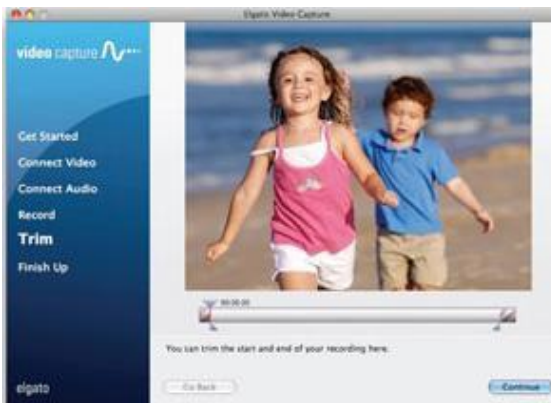 Elgato Video Capture
video capture
Get Started
Connect Video
Connect Audio
Record
Trim
Finish Up
00:00:00
You can trim the start and end of your recording here.
elgato
Go Back
Continue